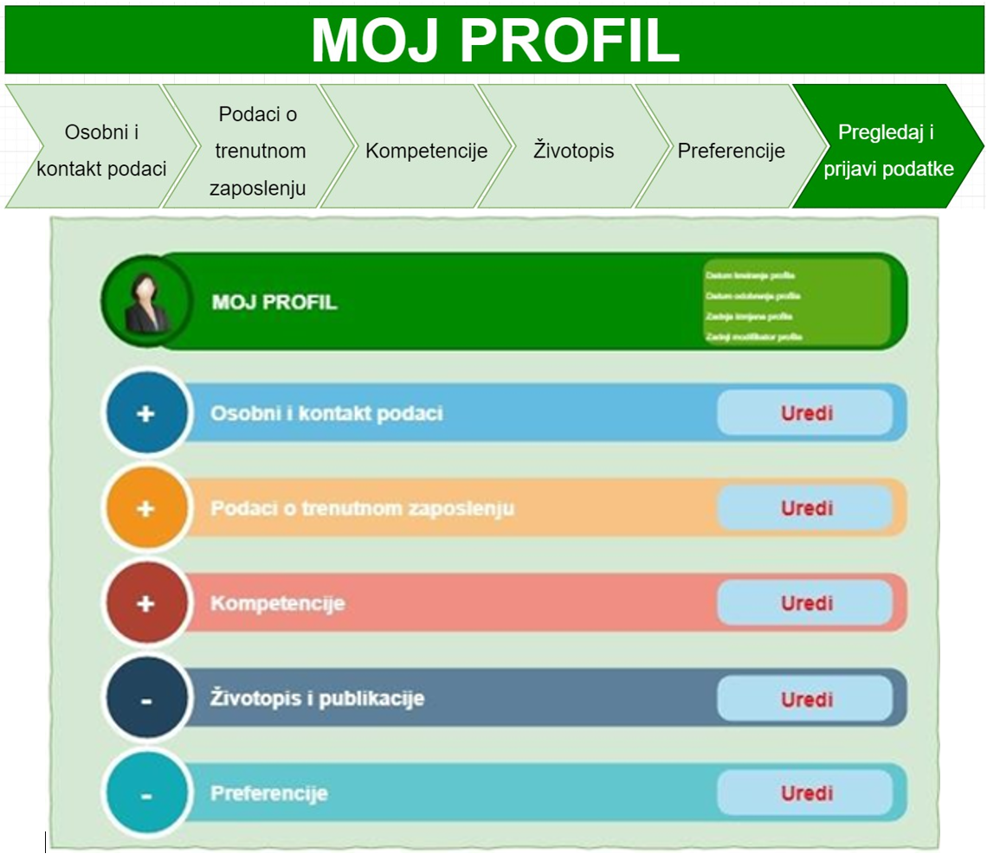 MOJ PROFIL
Osobni i
kontakt podaci
Podaci o
trenutnom
zaposlenju
Kompetencije
Životopis
Preferencije
Pregledaj i
prijavi podatke
MOJ PROFIL
Datum kreiranja profila
Datum odobrenja profila
Zadnja izmjena profila
Zadnji modifikator profila
+
Osobni i kontakt podaci
Uredi
+
Podaci o trenutnom zaposlenju
Uredi
+
Kompetencije
Uredi
-
Životopis i publikacije
Uredi
-
Preferencije
Uredi